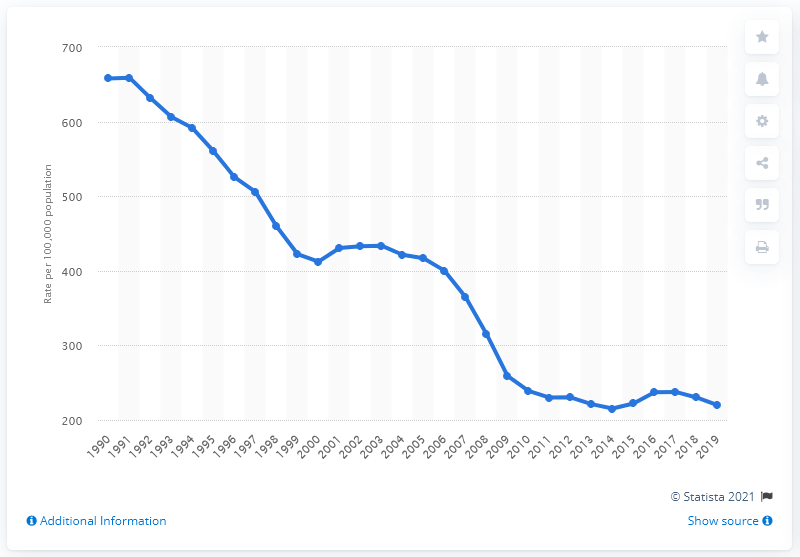 700
600
500
400
300
200
Rate per 100,000 population
1990 1991 1992 1993 1994 1995 1996 1997 1998 1999 2000 2001 2002 2003 2004 2005 2006 2007 2008 2009 2010 2011 2012 2013 2014 2015 2016 2017 2018 2019
© Statista 2021
Additional Information
Show source